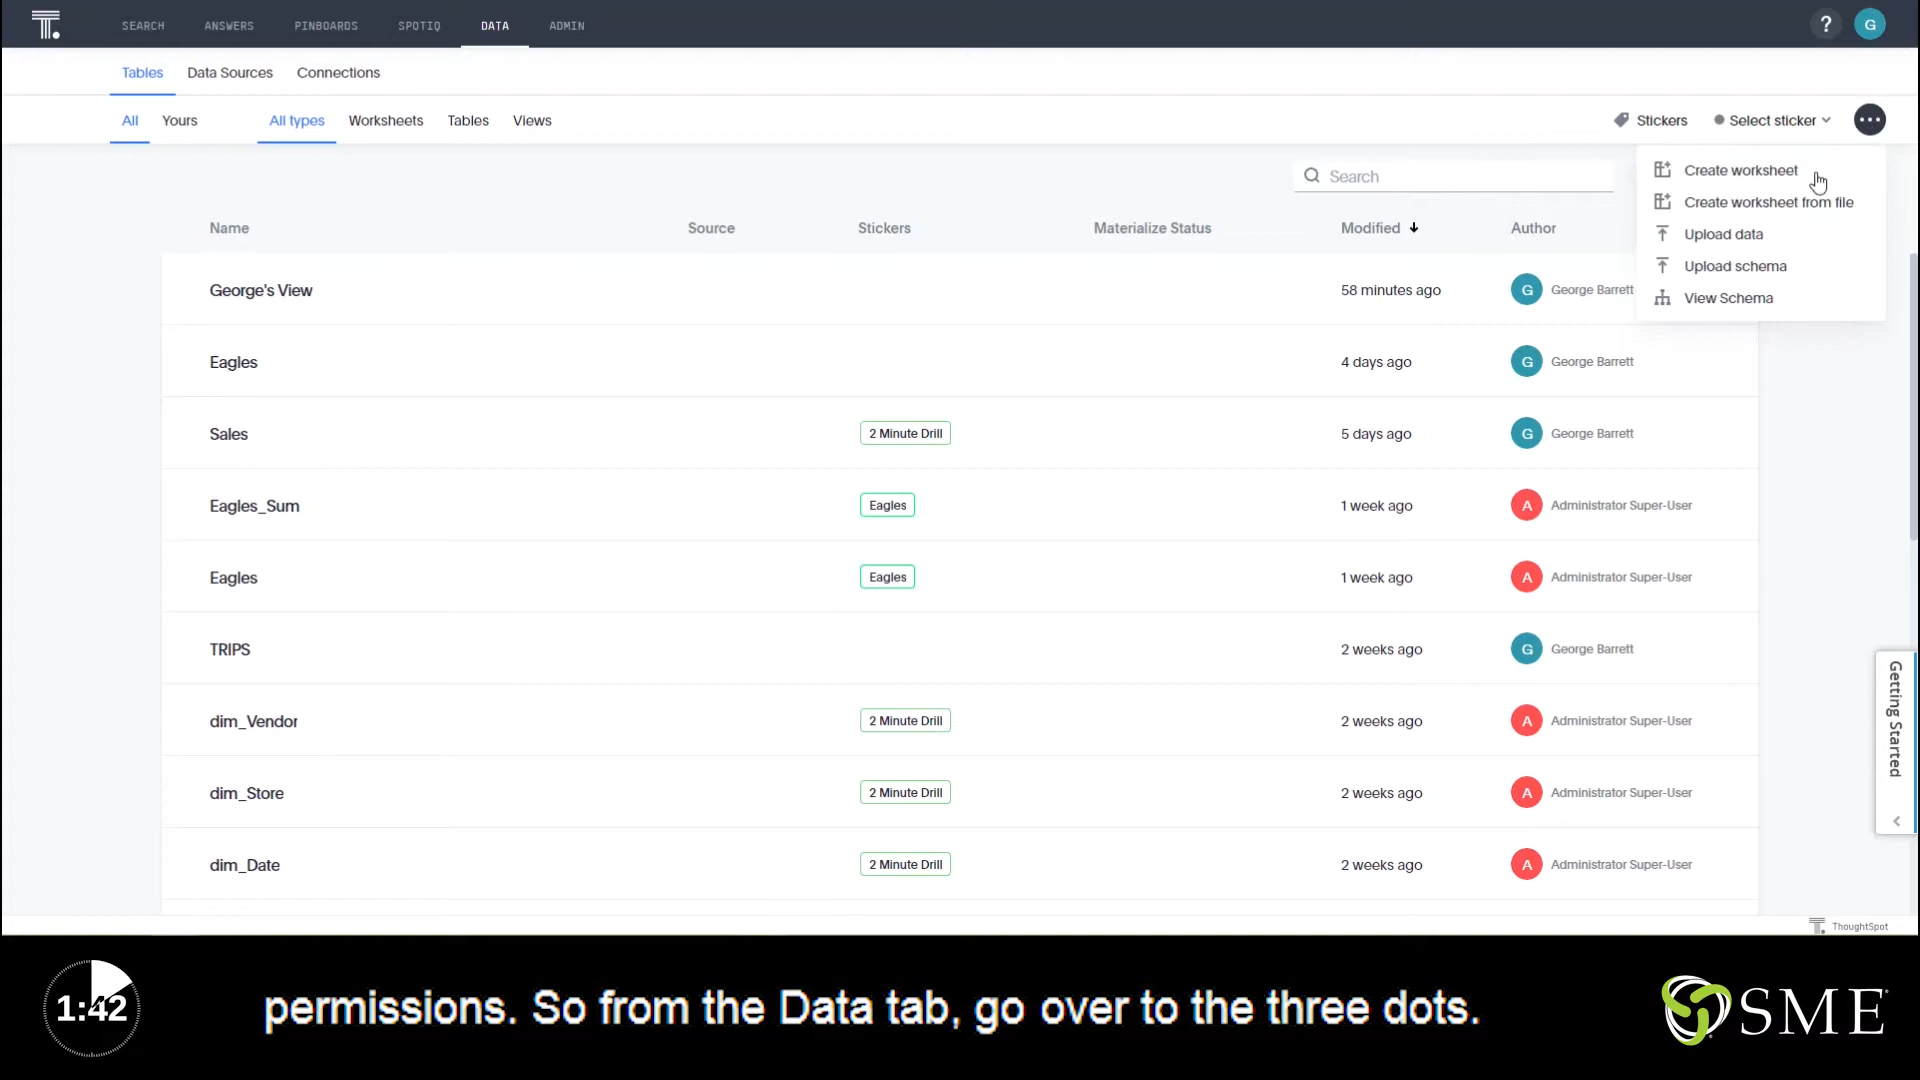 SEARCH ANSWERS PINBOARDS SPOTIQ DATA ADMIN ? G
Tables Data Sources Connections
All Yours All types Worksheets Tables Views Stickers Select sticker
Create worksheet
Create worksheet from file
Upload data
Upload schema
View Schema
Search
Name Source Stickers Materialize Status Modified Author
George's View 58 minutes ago G George Barrett
Eagles 4 days ago G George Barrett
Sales 2 Minute Drill 5 days ago G George Barrett
Eagles_Sum Eagles 1 week ago A Administrator Super-User
Eagles Eagles 1 week ago A Administrator Super-User
TRIPS 2 weeks ago G George Barrett
dim_Vendor 2 Minute Drill 2 weeks ago A Administrator Super-User
dim_Store 2 Minute Drill 2 weeks ago A Administrator Super-User
dim_Date 2 Minute Drill 2 weeks ago A Administrator Super-User
Getting Started
ThoughtSpot
1:42
permissions. So from the Data tab, go over to the three dots.
SME